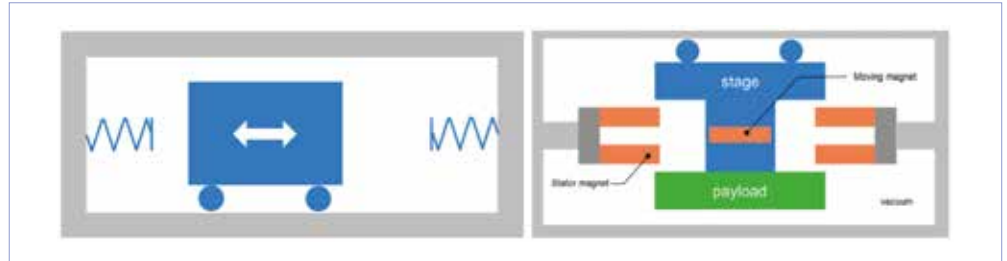 stage
Moving magnet
Stator magnet
payload
vacuum